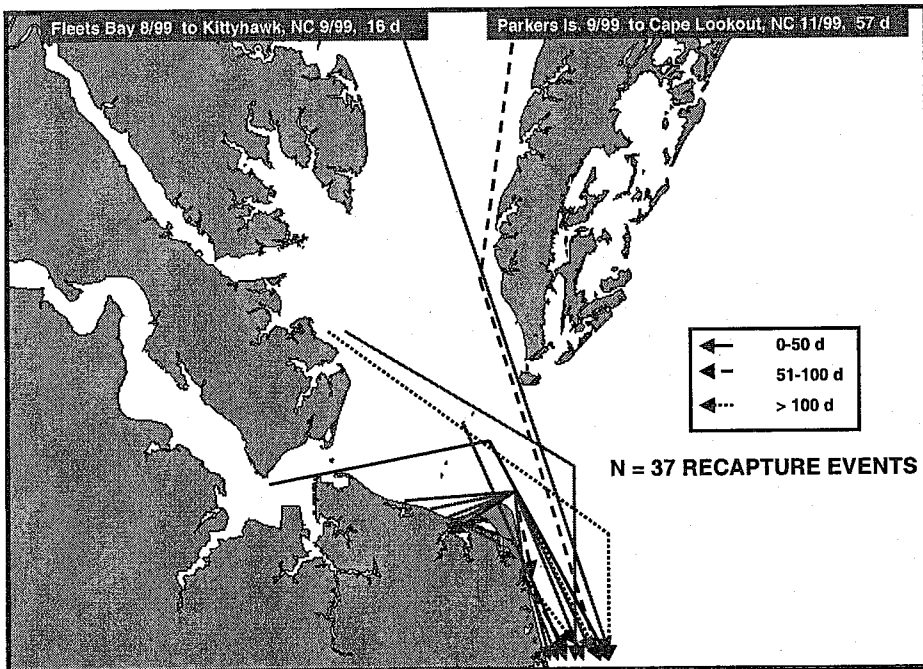 Fleets Bay 8/99 to Kittyhawk, NC 9/99, 16 d
Parkers Is. 9/99 to Cape Lookout, NC 11/99, 57 d
0-50 d
51-100 d
> 100 d
N = 37 RECAPTURE EVENTS